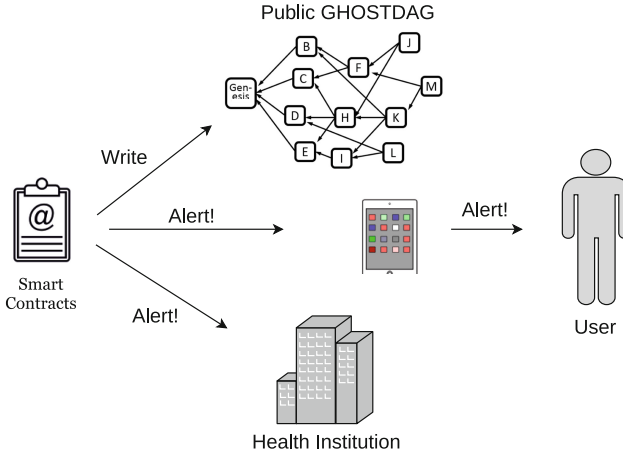 Public GHOSTDAG
J
B
F
M
Gen-
esis
C
D
H
K
E
I
L
Write
@
Alert!
Alert!
Smart
Contracts
Alert!
User
Health Institution